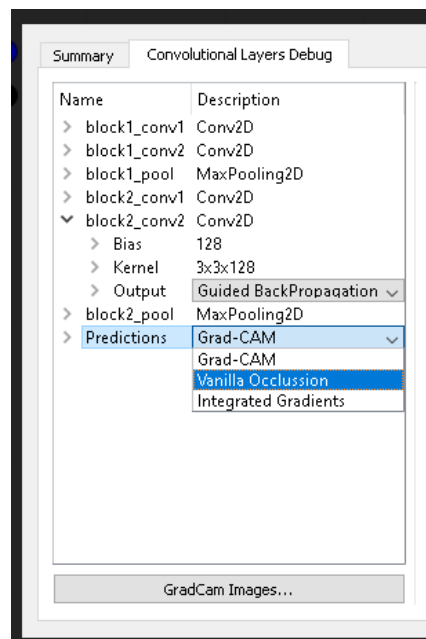 Summary Convolutional Layers Debug
Name Description
block1_conv1 Conv2D
block1_conv2 Conv2D
block1_pool MaxPooling2D
block2_conv1 Conv2D
block2_conv2 Conv2D
Bias 128
Kernel 3x3x128
Output Guided BackPropagation
block2_pool MaxPooling2D
Predictions Grad-CAM
Grad-CAM
Vanilla Occlussion
Integrated Gradients
GradCam Images...